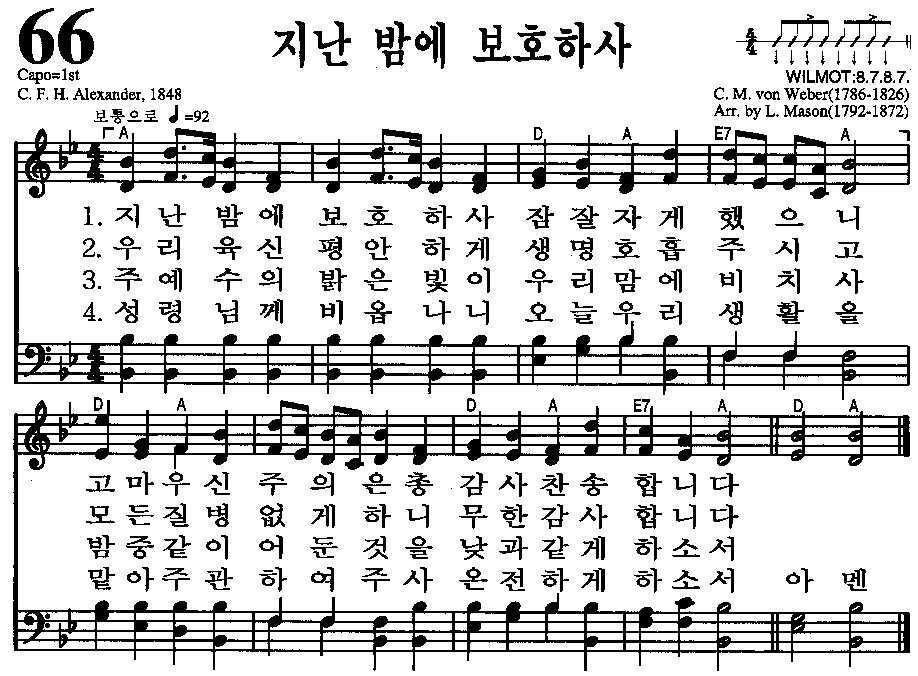 66
지난 밤에 보호하사
4/4
Capo=1st
WILMOT:8.7.8.7.
C. F. H. Alexander, 1848
C. M. von Weber(1786-1826)
보통으로 ♩=92
Arr. by L. Mason(1792-1872)
A D A E7 A
1. 지 난 밤 에 보 호 하 사 잠 잘 자 게 했 으 니
2. 우 리 육 신 평 안 하 게 생 명 호 흡 주 시 고
3. 주 예 수 의 밝 은 빛 이 우 리 맘 에 비 치 사
4. 성 령 님 께 비 옵 나 니 오 늘 우 리 생 활 을
D A D A E7 A D A
고 마 우 신 주 의 은 총 감 사 찬 송 합 니 다
모 든 질 병 없 게 하 니 무 한 감 사 합 니 다
밤 중 같 이 어 둔 것 을 낮 과 같 게 하 소 서
맡 아 주 관 하 여 주 사 온 전 하 게 하 소 서 아 멘